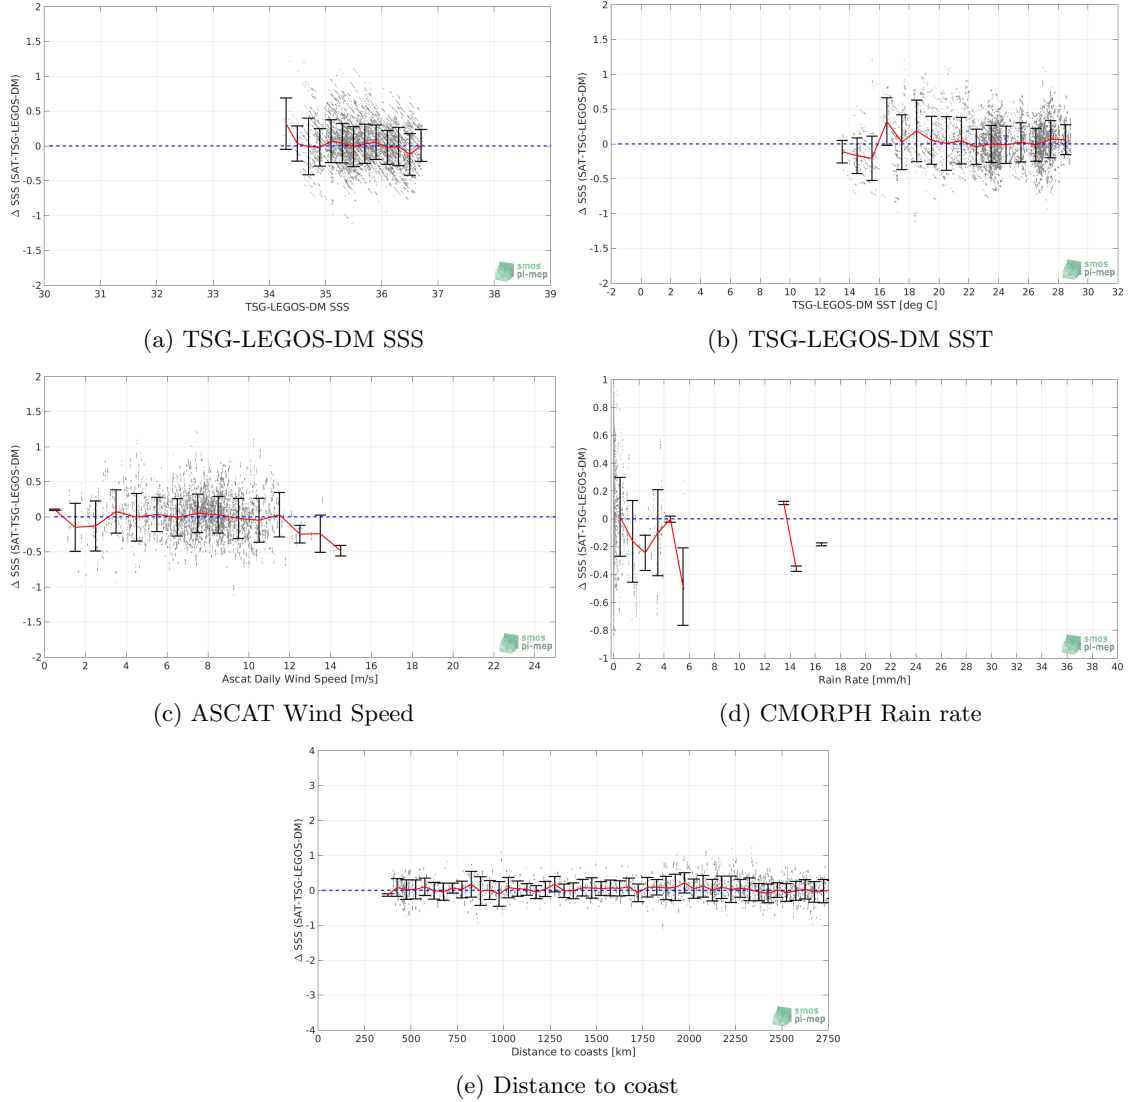 2
1.5
1
0.5
0
-0.5
-1
-1.5
-2
Δ SSS (SAT-TSG-LEGOS-DM)
30 31 32 33 34 35 36 37 38 39
TSG-LEGOS-DM SSS
smos
pi-mep
(a) TSG-LEGOS-DM SSS
2
1.5
1
0.5
0
-0.5
-1
-1.5
-2
Δ SSS (SAT-TSG-LEGOS-DM)
-2 0 2 4 6 8 10 12 14 16 18 20 22 24 26 28 30 32
TSG-LEGOS-DM SST [deg C]
smos
pi-mep
(b) TSG-LEGOS-DM SST
2
1.5
1
0.5
0
-0.5
-1
-1.5
-2
Δ SSS (SAT-TSG-LEGOS-DM)
0 2 4 6 8 10 12 14 16 18 20 22 24
Ascat Daily Wind Speed [m/s]
smos
pi-mep
(c) ASCAT Wind Speed
1
0.8
0.6
0.4
0.2
0
-0.2
-0.4
-0.6
-0.8
-1
Δ SSS (SAT-TSG-LEGOS-DM)
0 2 4 6 8 10 12 14 16 18 20 22 24 26 28 30 32 34 36 38 40
Rain Rate [mm/h]
smos
pi-mep
(d) CMORPH Rain rate
4
3
2
1
0
-1
-2
-3
-4
Δ SSS (SAT-TSG-LEGOS-DM)
0 250 500 750 1000 1250 1500 1750 2000 2250 2500 2750
Distance to coasts [km]
smos
pi-mep
(e) Distance to coast